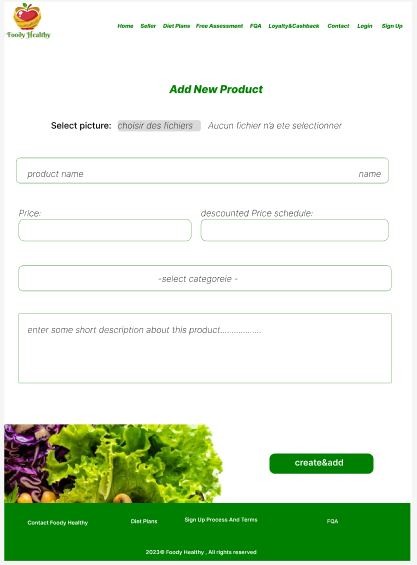 Foody Healthy
Home Seller Diet Plans Free Assessment FQA Loyalty&Cashback Contact Login Sign Up
Add New Product
Select picture: choisir des fichiers Aucun fichier n'a ete selectionner
product name name
Price: descounted Price schedule:
-select categoreie -
enter some short description about this product..................
create&add
Contact Foody Healthy Diet Plans Sign Up Process And Terms FQA
2023© Foody Healthy , All rights reserved